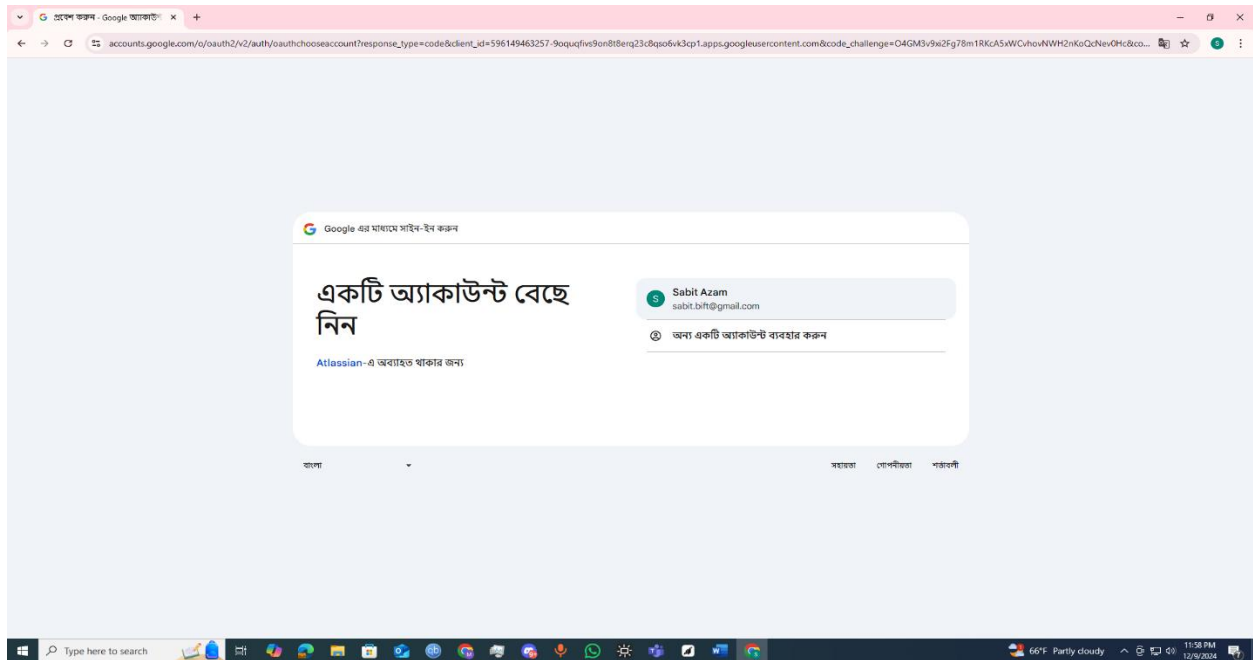 প্রবেশ করুন - Google অ্যাকাউন্ট
accounts.google.com/o/oauth2/v2/auth/oauthchooseaccount?response_type=code&client_id=596149463257-9oquqfivs9on8t8erq23c8qso6vk3cp1.apps.googleusercontent.com&code_challenge=O4GM3v9xi2Fg78m1RKcA5xWCvhovNWH2nKoQcNev0Hc&co...
S
Google এর মাধ্যমে সাইন-ইন করুন
একটি অ্যাকাউন্ট বেছে
নিন
Atlassian-এ অব্যাহত থাকার জন্য
S
Sabit Azam
sabit.bift@gmail.com
অন্য একটি অ্যাকাউন্ট ব্যবহার করুন
বাংলা
সহায়তা গোপনীয়তা শর্তাবলী
Type here to search
66°F Partly cloudy
11:58 PM
12/9/2024